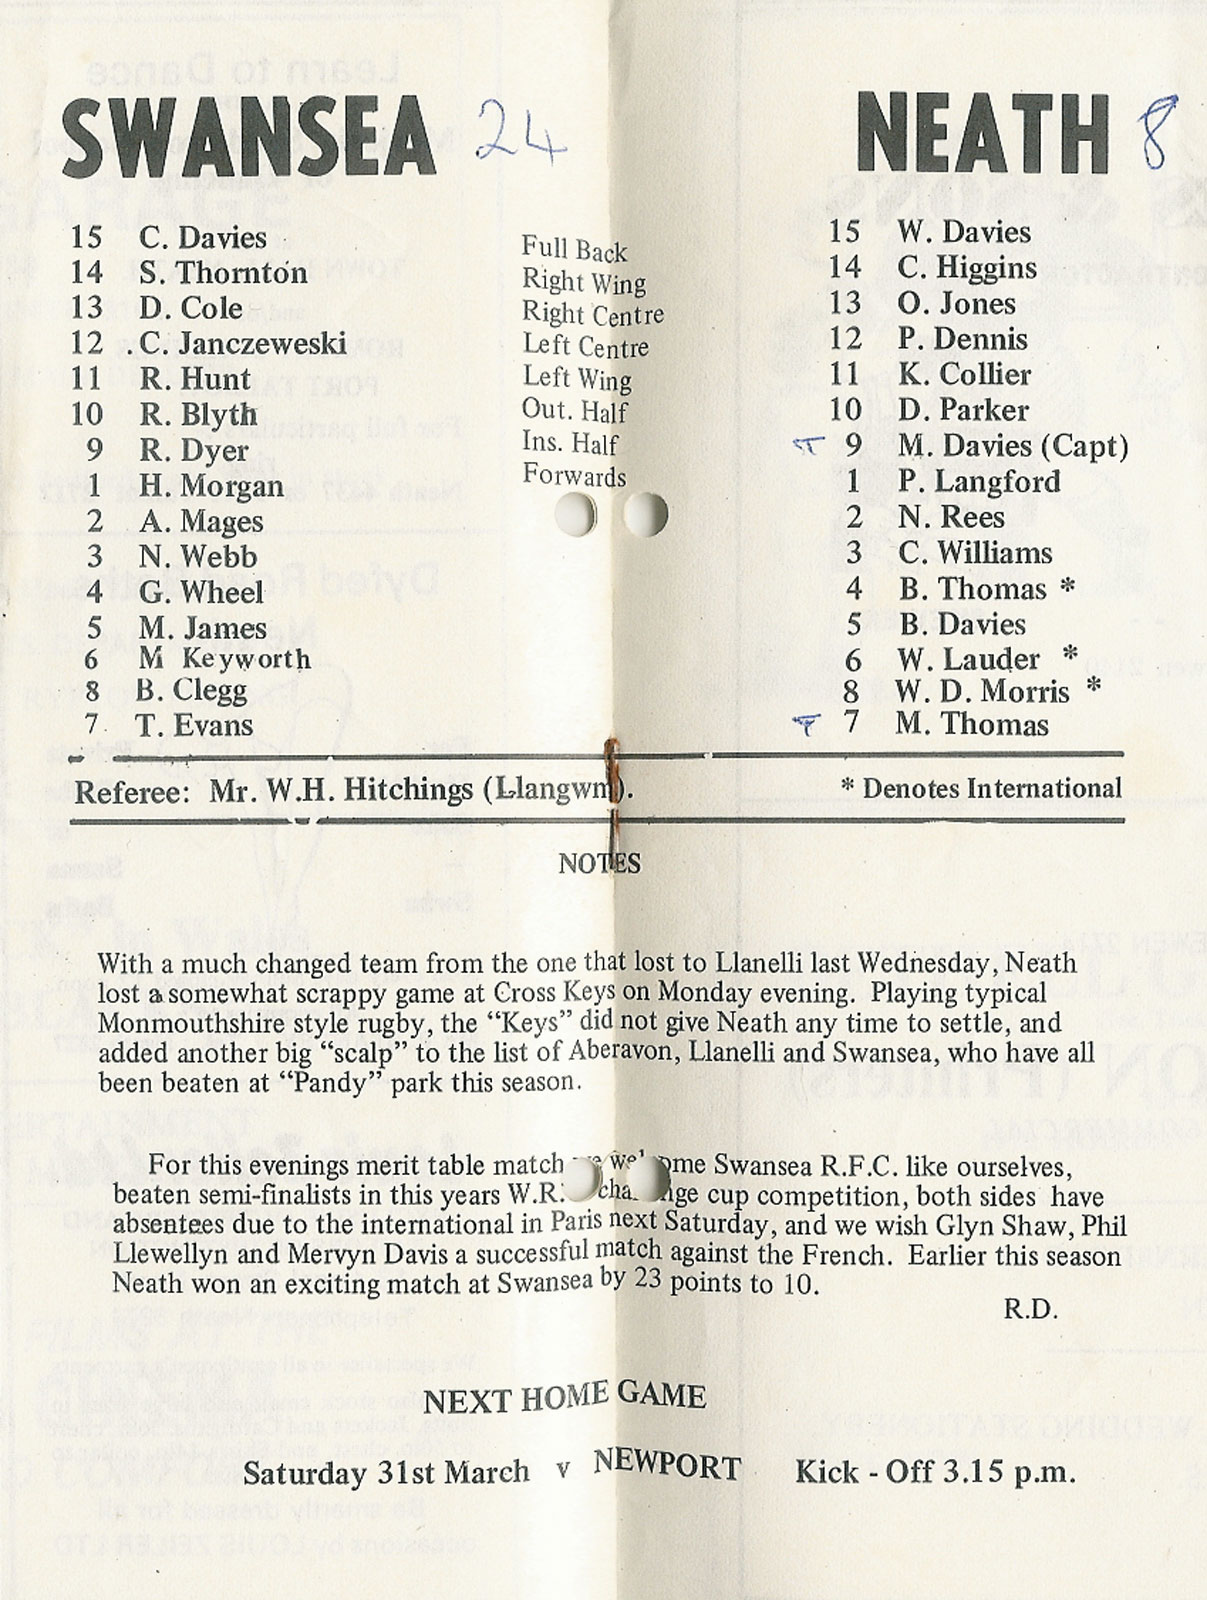 SWANSEA 24
15 C. Davies
14 S. Thornton
13 D. Cole
12 . C. Janczeweski
11 R. Hunt
10 R. Blyth
9 R. Dyer
1 H. Morgan
2 A. Mages
3 N. Webb
4 G. Wheel
5 M. James
6 M Keyworth
8 B. Clegg
7 T. Evans
Full Back
Right Wing
Right Centre
Left Centre
Left Wing
Out. Half
Ins. Half
Forwards
NEATH 8
15 W. Davies
14 C. Higgins
13 O. Jones
12 P. Dennis
11 K. Collier
10 D. Parker
T 9 M. Davies (Capt)
1 P. Langford
2 N. Rees
3 C. Williams
4 B. Thomas *
5 B. Davies
6 W. Lauder *
8 W. D. Morris *
T 7 M. Thomas
Referee: Mr. W.H. Hitchings (Llangwm).
* Denotes International
NOTES
With a much changed team from the one that lost to Llanelli last Wednesday, Neath
lost a somewhat scrappy game at Cross Keys on Monday evening. Playing typical
Monmouthshire style rugby, the “Keys” did not give Neath any time to settle, and
added another big “scalp” to the list of Aberavon, Llanelli and Swansea, who have all
been beaten at “Pandy” park this season.
For this evenings merit table match we welcome Swansea R.F.C. like ourselves,
beaten semi-finalists in this years W.R. challenge cup competition, both sides have
absentees due to the international in Paris next Saturday, and we wish Glyn Shaw, Phil
Llewellyn and Mervyn Davis a successful match against the French. Earlier this season
Neath won an exciting match at Swansea by 23 points to 10.
R.D.
NEXT HOME GAME
Saturday 31st March v NEWPORT Kick - Off 3.15 p.m.